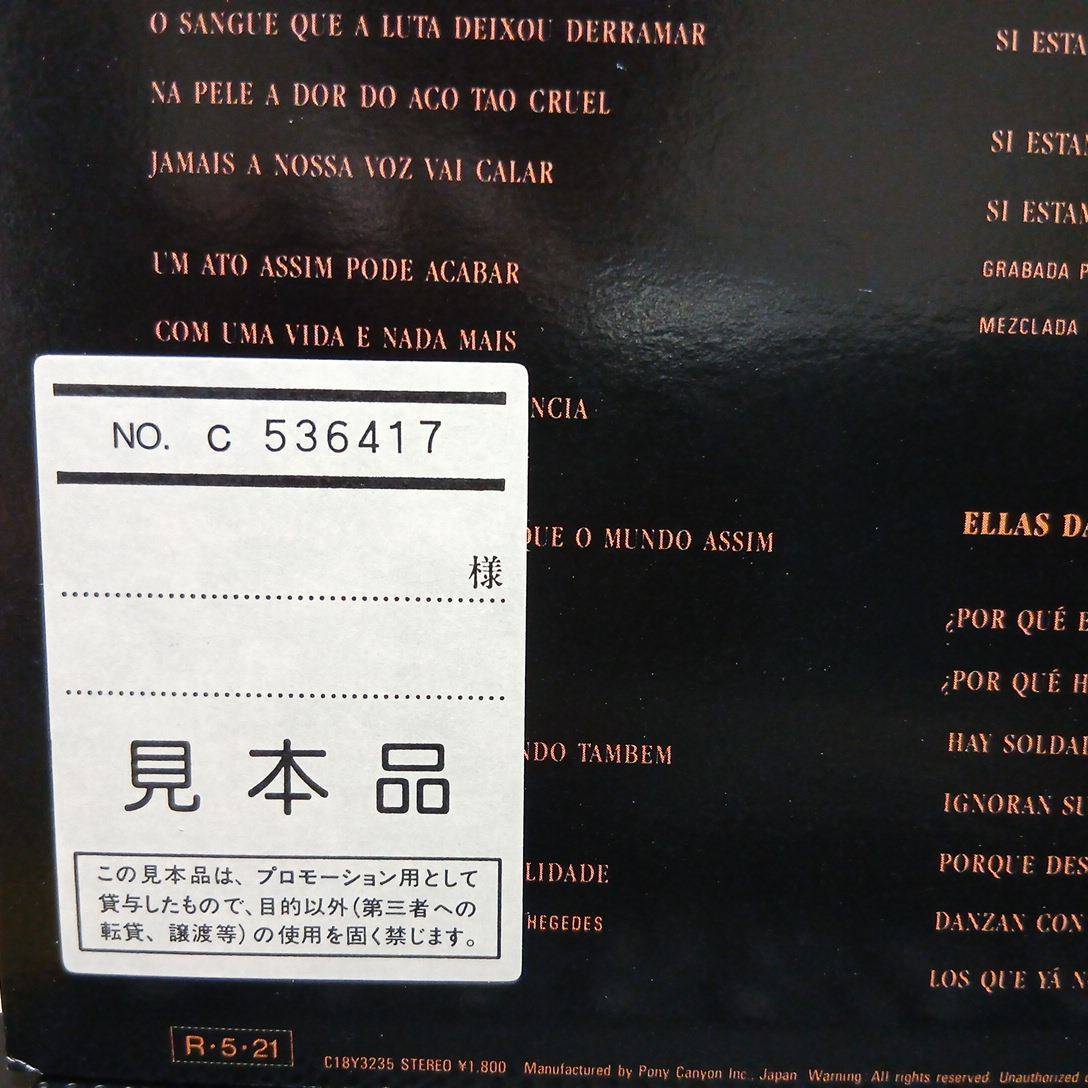 O SANGUE QUE A LUTA DEIXOU DERRAMAR
NA PELE A DOR DO ACO TAO CRUEL
JAMAIS A NOSSA VOZ VAI CALAR
UM ATO ASSIM PODE ACABAR
COM UMA VIDA E NADA MAIS
NCIA
QUE O MUNDO ASSIM
NDO TAMBEM
LIDADE
HEGEDES
NO. C 536417
様
見本品
この見本品は、プロモーション用として
貸与したもので、目的以外(第三者への
転貸、譲渡等)の使用を固く禁じます。
SI ESTA
SI ESTAN
SI ESTAN
GRABADA P
MEZCLADA
ELLAS DA
¿POR QUÉ E
¿POR QUÉ H
HAY SOLDAD
IGNORAN SU
PORQUE DES
DANZAN CON
LOS QUE YÁ N
R·5·21
C18Y3235 STEREO ¥1.800 Manufactured by Pony Canyon Inc., Japan Warning: All rights reserved. Unauthorized